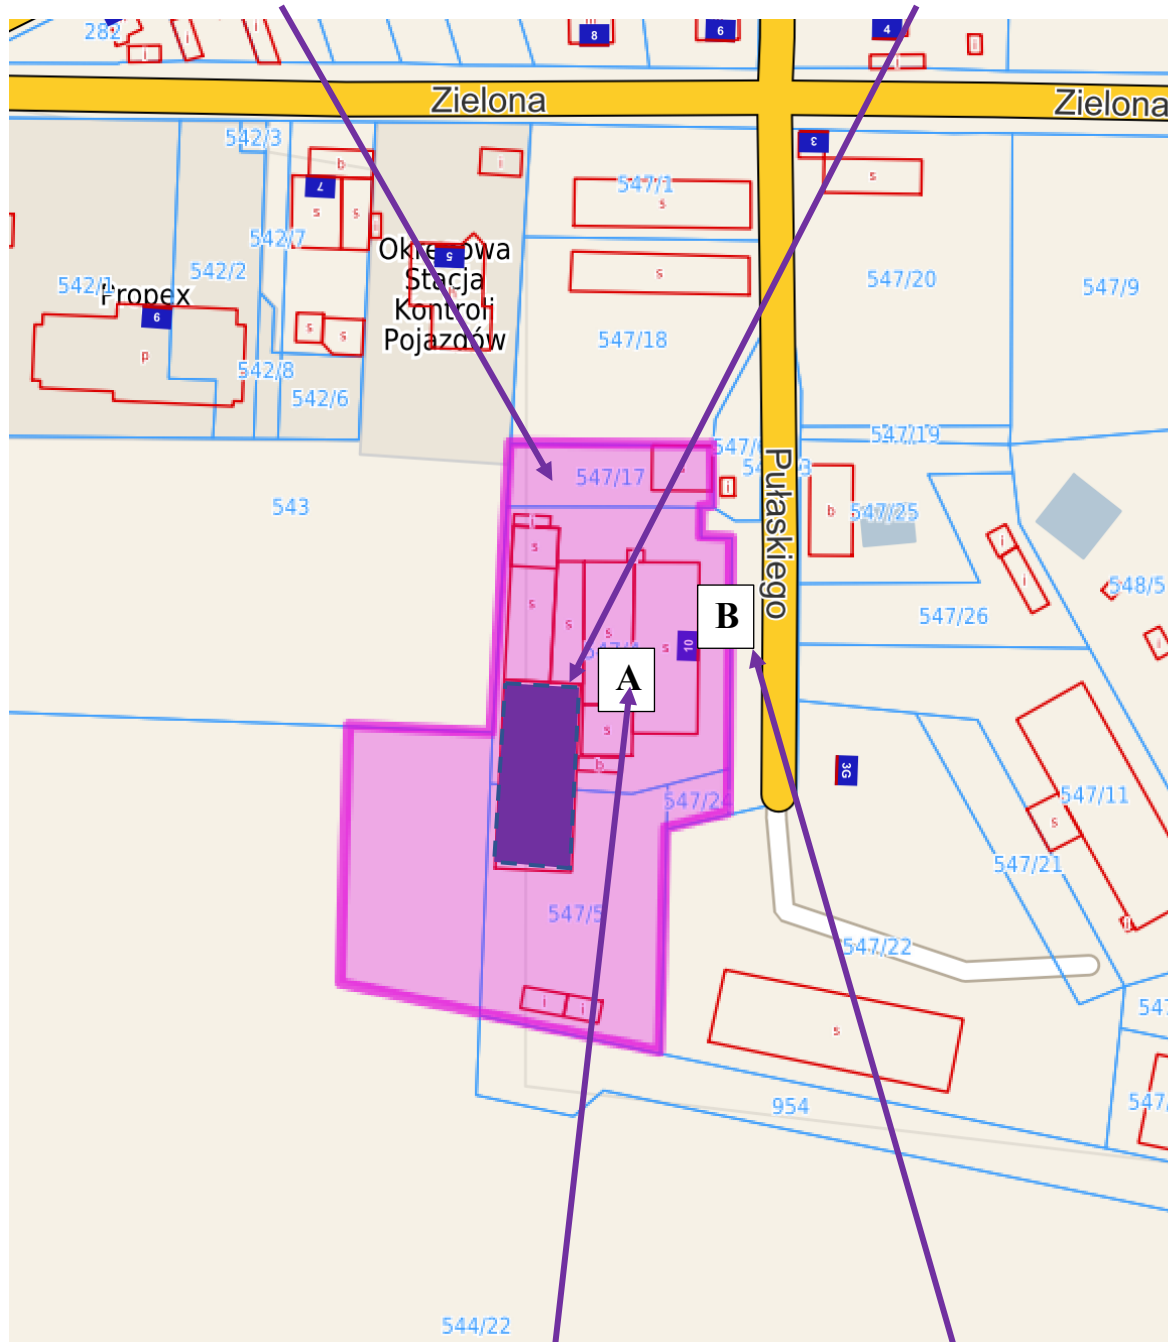 282
i
i
i
m
8
6
4
i
i
Zielona
Zielona
542/3
b
i
3
s
7
s
s
i
547/1
s
542/7
5
Okręgowa
Stacja
Kontroli
Pojazdów
542/2
542/1
Propex
s
547/20
547/9
6
s
s
547/18
p
542/8
542/6
547/19
547/17
s
i
Pułaskiego
543
b
547/25
i
s
i
i
548/5
s
s
s
s
10
B
547/26
i
A
s
b
547/24
3G
547/11
s
547/21
547/5
547/22
i
i
s
954
544/22